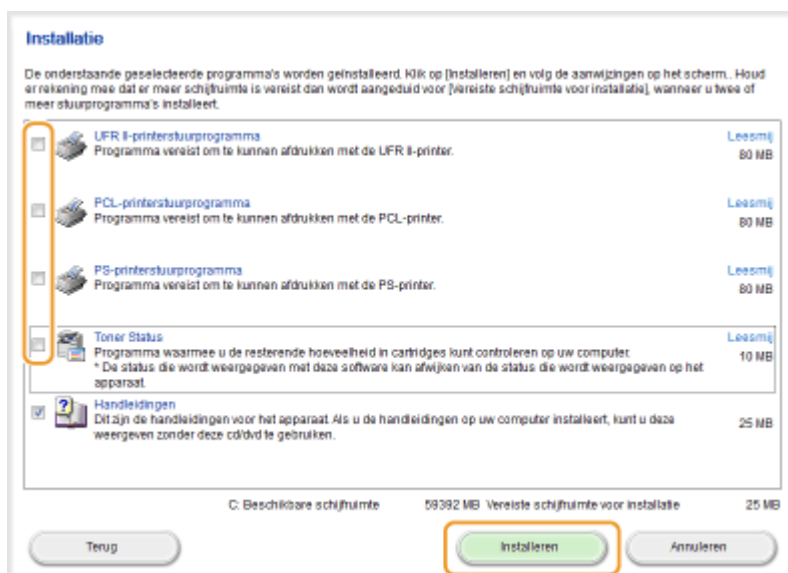 Installatie
De onderstaande geselecteerde programma's worden geïnstalleerd. Klik op [Installeren] en volg de aanwijzingen op het scherm.. Houd
er rekening mee dat er meer schijfruimte is vereist dan wordt aangeduid voor [Vereiste schijfruimte voor installatie], wanneer u twee of
meer stuurprogramma's installeert.
UFR II-printerstuurprogramma Leesmij
Programma vereist om te kunnen afdrukken met de UFR II-printer. 80 MB
PCL-printerstuurprogramma Leesmij
Programma vereist om te kunnen afdrukken met de PCL-printer. 80 MB
PS-printerstuurprogramma Leesmij
Programma vereist om te kunnen afdrukken met de PS-printer. 80 MB
Toner Status Leesmij
Programma waarmee u de resterende hoeveelheid in cartridges kunt controleren op uw computer. 10 MB
* De status die wordt weergegeven met deze software kan afwijken van de status die wordt weergegeven op het
apparaat.
Handleidingen
Dit zijn de handleidingen voor het apparaat. Als u de handleidingen op uw computer installeert, kunt u deze 25 MB
weergeven zonder deze cd/dvd te gebruiken.
C: Beschikbare schijfruimte 59392 MB Vereiste schijfruimte voor installatie 25 MB
Terug Installeren Annuleren